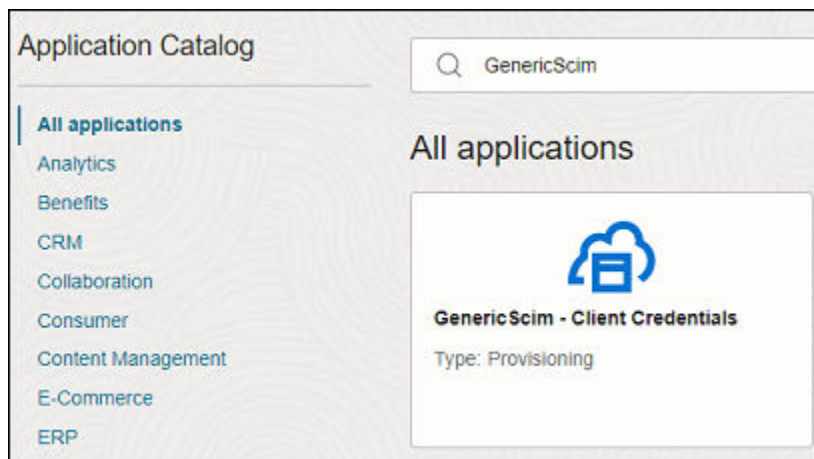 Application Catalog
All applications
Analytics
Benefits
CRM
Collaboration
Consumer
Content Management
E-Commerce
ERP
GenericScim
All applications
GenericScim - Client Credentials
Type: Provisioning